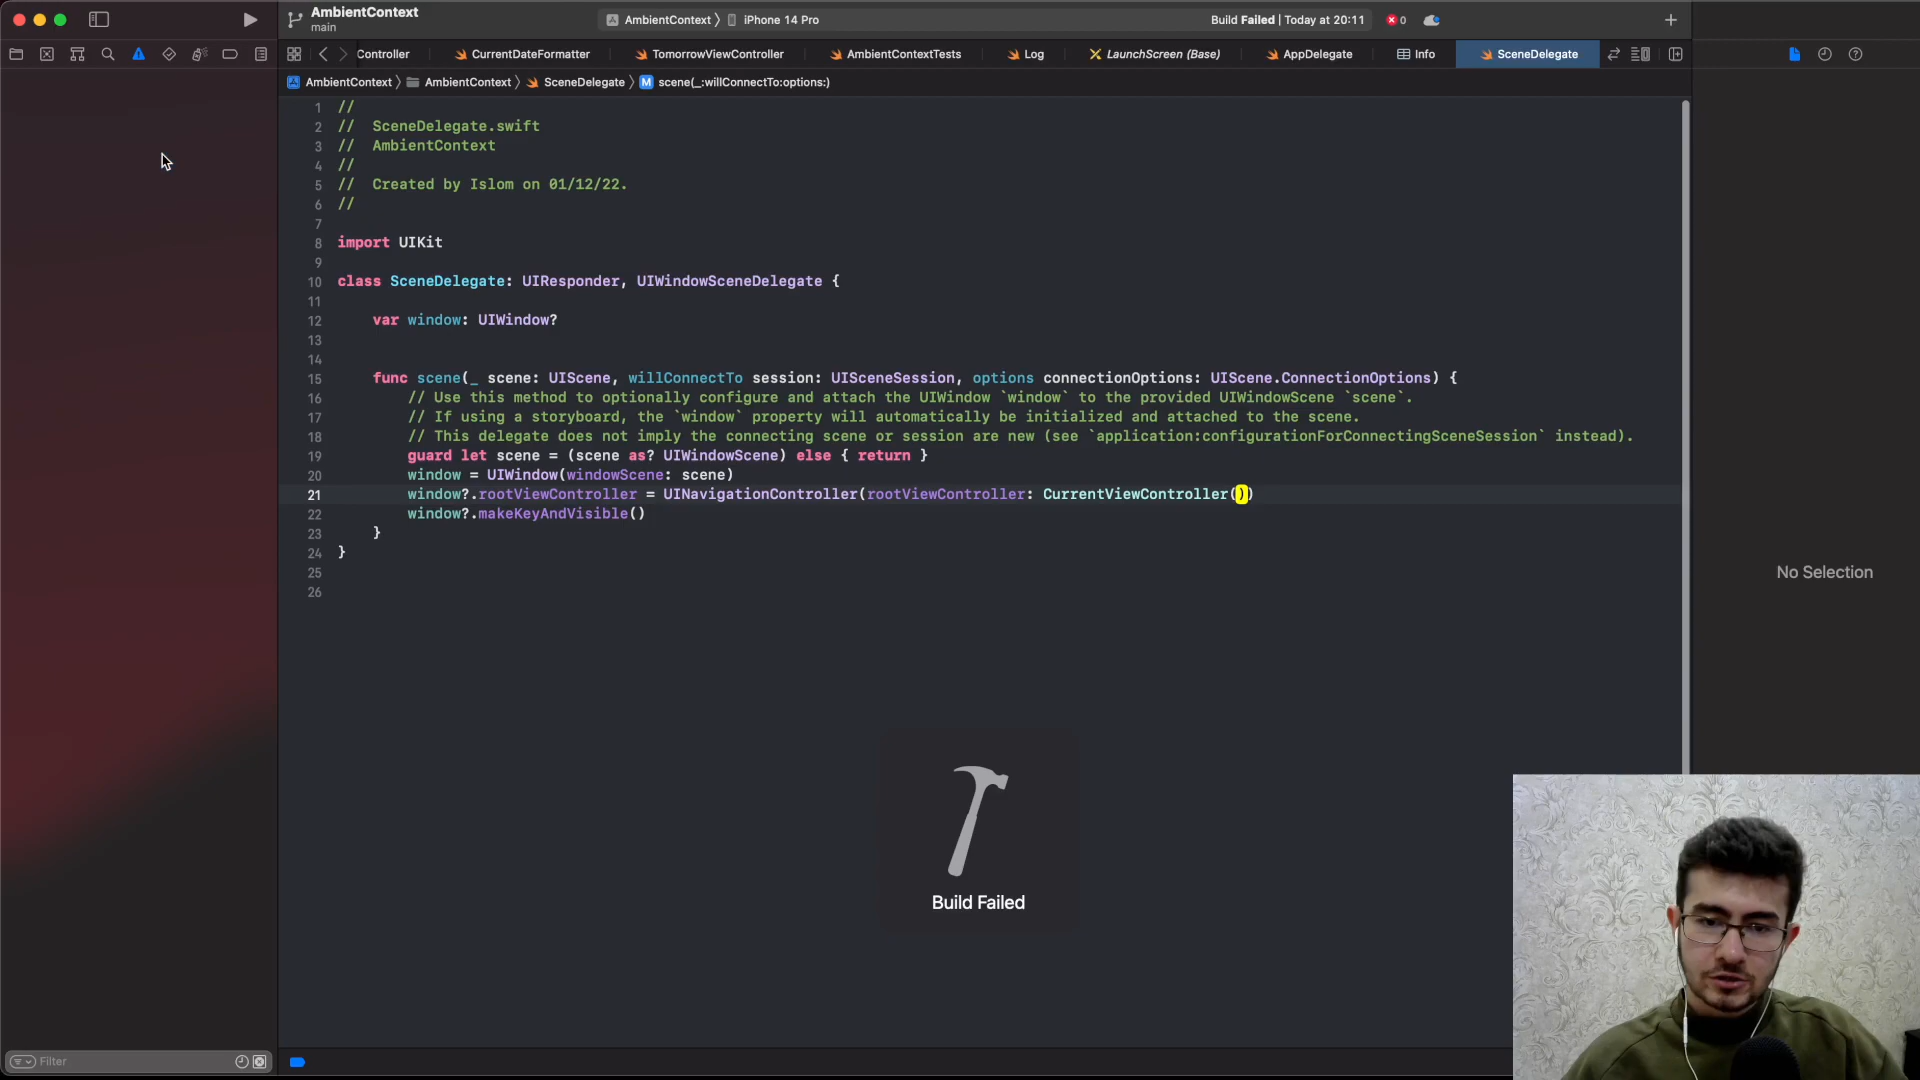 AmbientContext
main
AmbientContext
iPhone 14 Pro
Build Failed | Today at 20:11
0
Controller
CurrentDateFormatter
TomorrowViewController
AmbientContextTests
Log
LaunchScreen (Base)
AppDelegate
Info
SceneDelegate
AmbientContext
AmbientContext
SceneDelegate
M scene(_:willConnectTo:options:)
1 //
2 //  SceneDelegate.swift
3 //  AmbientContext
4 //
5 //  Created by Islom on 01/12/22.
6 //
7
8 import UIKit
9
10 class SceneDelegate: UIResponder, UIWindowSceneDelegate {
11
12     var window: UIWindow?
13
14
15     func scene(_ scene: UIScene, willConnectTo session: UISceneSession, options connectionOptions: UIScene.ConnectionOptions) {
16         // Use this method to optionally configure and attach the UIWindow `window` to the provided UIWindowScene `scene`.
17         // If using a storyboard, the `window` property will automatically be initialized and attached to the scene.
18         // This delegate does not imply the connecting scene or session are new (see `application:configurationForConnectingSceneSession` instead).
19         guard let scene = (scene as? UIWindowScene) else { return }
20         window = UIWindow(windowScene: scene)
21         window?.rootViewController = UINavigationController(rootViewController: CurrentViewController())
22         window?.makeKeyAndVisible()
23     }
24 }
25
26
No Selection
Build Failed
Filter